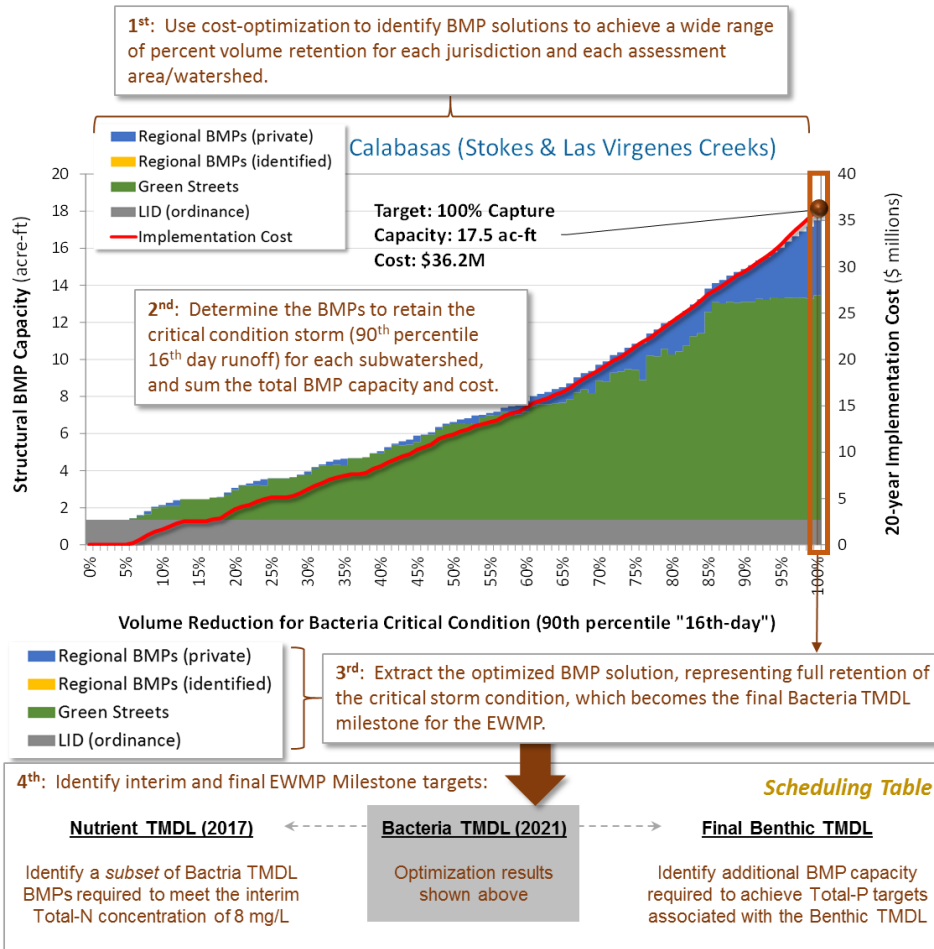 1st: Use cost-optimization to identify BMP solutions to achieve a wide range
of percent volume retention for each jurisdiction and each assessment
area/watershed.
Regional BMPs (private)
Regional BMPs (identified)
Green Streets
LID (ordinance)
Implementation Cost
Calabasas (Stokes & Las Virgenes Creeks)
Target: 100% Capture
Capacity: 17.5 ac-ft
Cost: $36.2M
2nd: Determine the BMPs to retain the
critical condition storm (90th percentile
16th day runoff) for each subwatershed,
and sum the total BMP capacity and cost.
Structural BMP Capacity (acre-ft)
20
18
16
14
12
10
8
6
4
2
0
40
35
30
25
20
15
10
5
0
20-year Implementation Cost ($ millions)
0%
5%
10%
15%
20%
25%
30%
35%
40%
45%
50%
55%
60%
65%
70%
75%
80%
85%
90%
95%
100%
Volume Reduction for Bacteria Critical Condition (90th percentile "16th-day")
Regional BMPs (private)
Regional BMPs (identified)
Green Streets
LID (ordinance)
3rd: Extract the optimized BMP solution, representing full retention of
the critical storm condition, which becomes the final Bacteria TMDL
milestone for the EWMP.
4th: Identify interim and final EWMP Milestone targets:
Scheduling Table
Nutrient TMDL (2017)
Identify a subset of Bactria TMDL
BMPs required to meet the interim
Total-N concentration of 8 mg/L
Bacteria TMDL (2021)
Optimization results
shown above
Final Benthic TMDL
Identify additional BMP capacity
required to achieve Total-P targets
associated with the Benthic TMDL